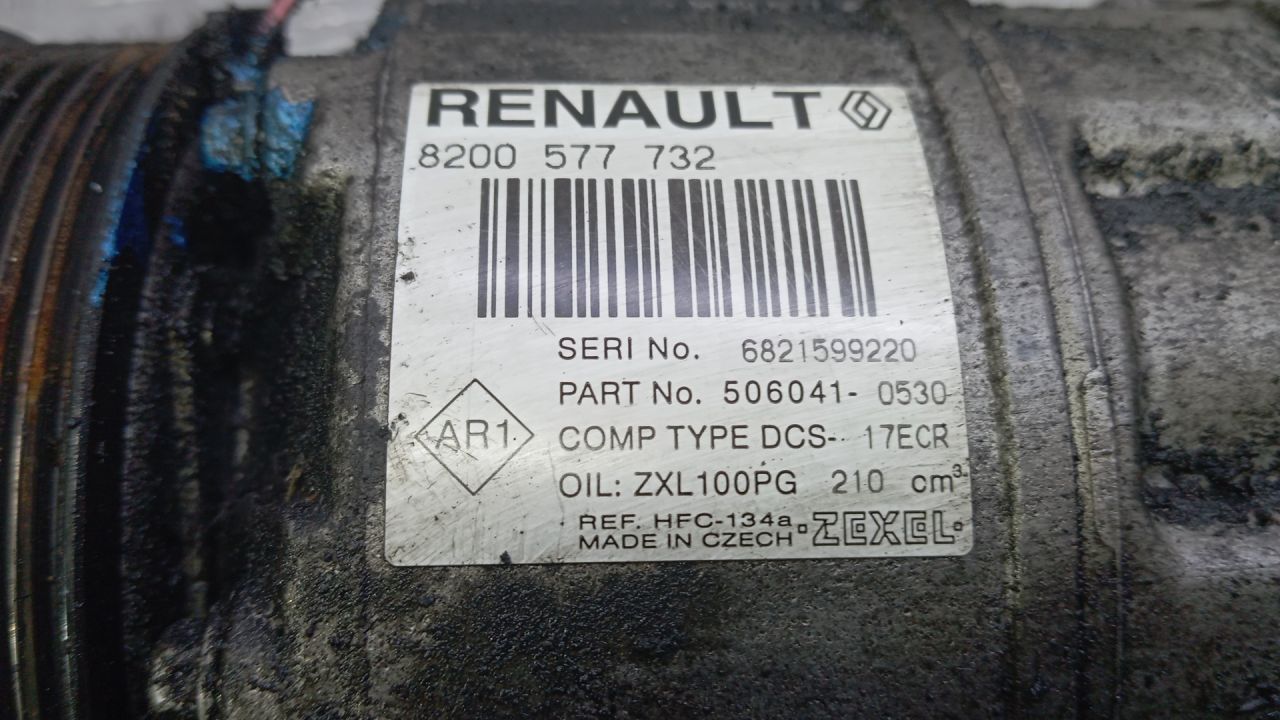 RENAULT
8200 577 732
SERI No. 6821599220
PART No. 506041- 0530
AR1
COMP TYPE DCS- 17ECR
OIL: ZXL100PG 210 cm³
REF. HFC-134a
MADE IN CZECH ZEXEL